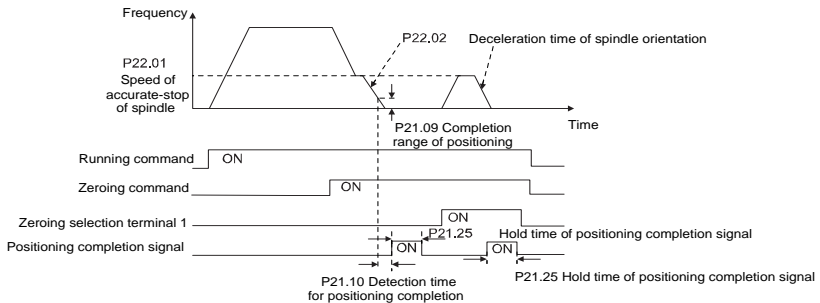 Frequency
P22.02
Deceleration time of spindle orientation
P22.01
Speed of
accurate-stop
of spindle
Time
P21.09 Completion
range of positioning
Running command
ON
Zeroing command
ON
Zeroing selection terminal 1
ON
P21.25
Hold time of positioning completion signal
Positioning completion signal
ON
ON
P21.10 Detection time
for positioning completion
P21.25 Hold time of positioning completion signal